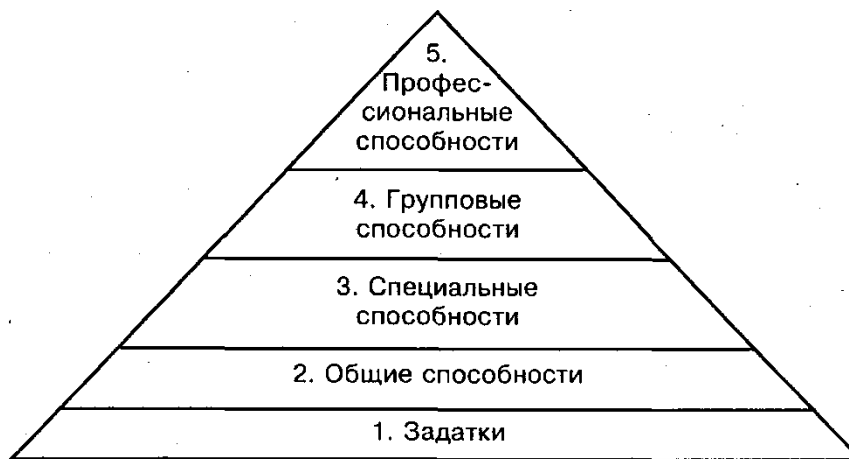 5.
Профес-
сиональные
способности
4. Групповые
способности
3. Специальные
способности
2. Общие способности
1. Задатки